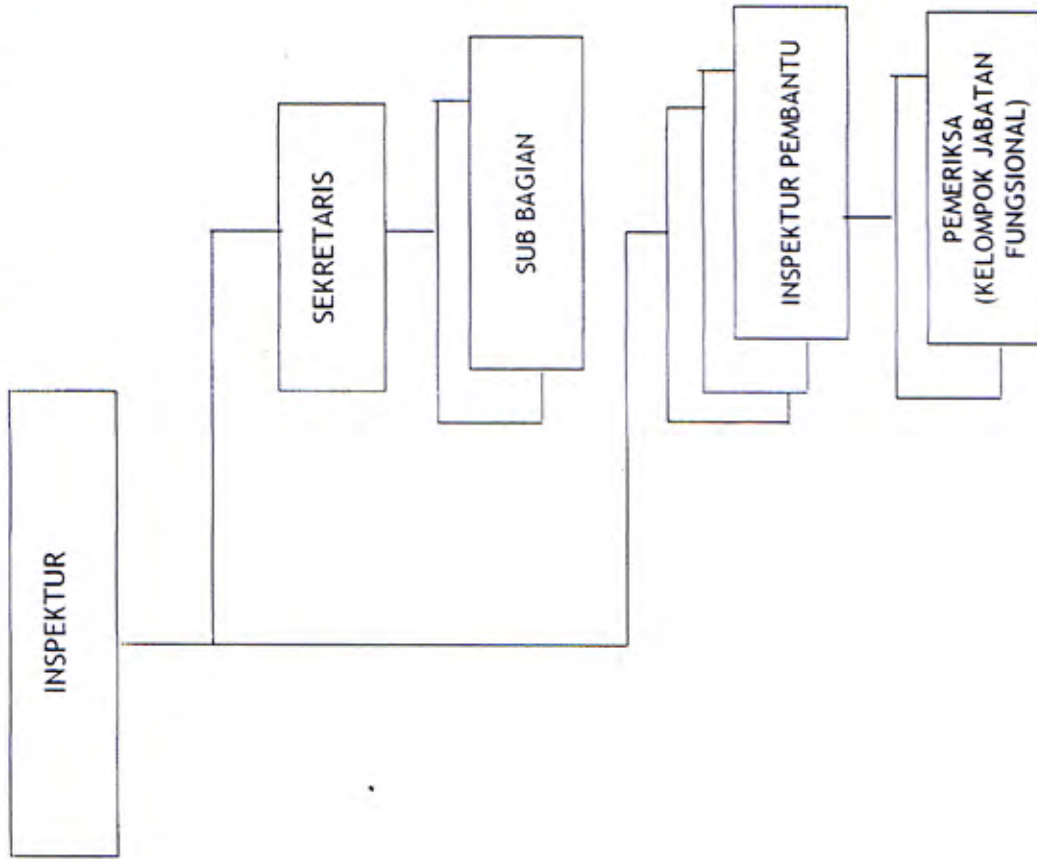 INSPEKTUR
SEKRETARIS
SUB BAGIAN
INSPEKTUR PEMBANTU
PEMERIKSA
(KELOMPOK JABATAN
FUNGSIONAL)